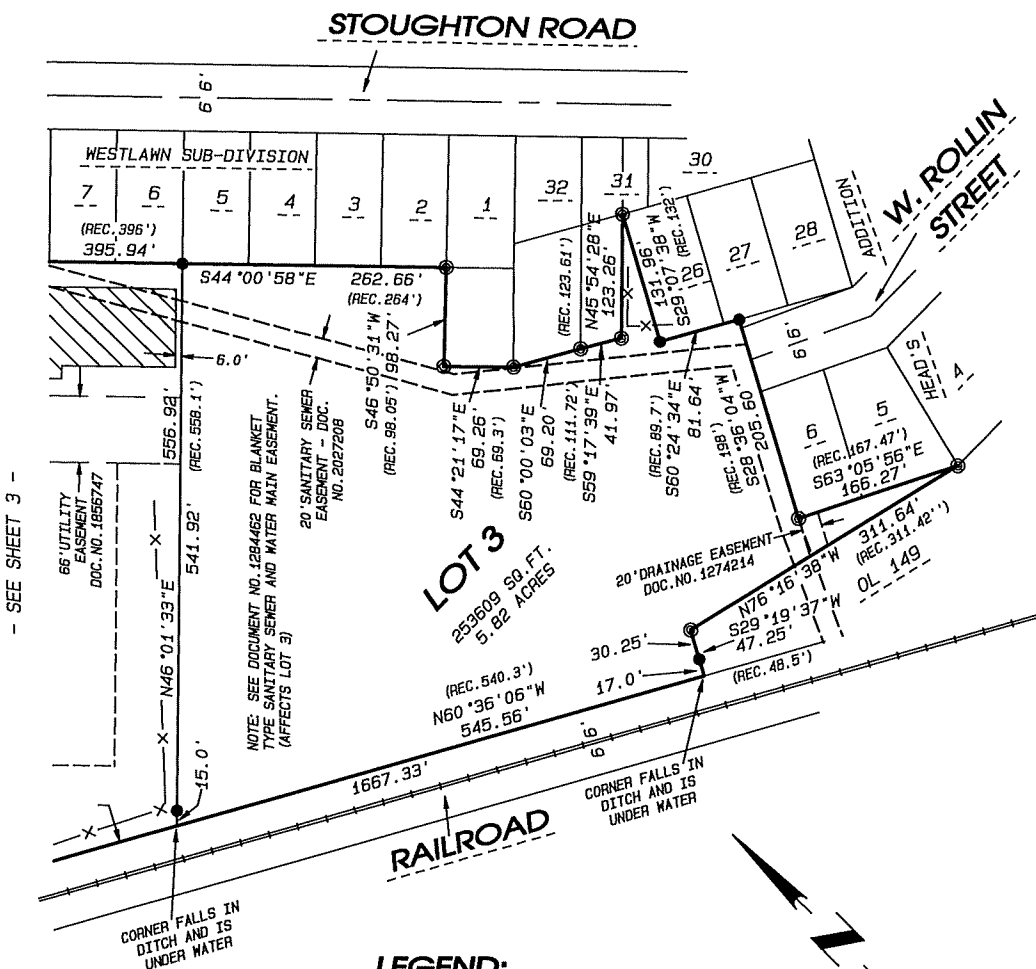 STOUGHTON ROAD
66'
WESTLAWN SUB-DIVISION
7
6
5
4
3
2
1
32
31
30
(REC.396')
395.94'
S44°00'58"E
262.66'
(REC.264')
6.0'
20'SANITARY SEWER
EASEMENT - DOC.
NO.2027208
S46°50'31"W
98.27'
(REC.98.05')
(REC.123.61')
N45°54'28"E
123.26'
131.96'
S29°07'38"W
(REC.132')
26
27
28
ADDITION
W. ROLLIN
STREET
66'
HEAD'S
4
5
6
(REC.167.47')
S63°05'56"E
166.27'
(REC.198')
S28°36'04"W
205.60
S44°21'17"E
69.26'
(REC.69.3')
S60°00'03"E
69.20'
(REC.111.72')
S59°17'39"E
41.97'
(REC.89.7')
S60°24'34"E
81.64'
556.92'
(REC.558.1')
541.92'
N46°01'33"E
66'UTILITY
EASEMENT
DOC.NO.1856747
- SEE SHEET 3 -
NOTE: SEE DOCUMENT NO.1284462 FOR BLANKET
TYPE SANITARY SEWER AND WATER MAIN EASEMENT.
(AFFECTS LOT 3)
LOT 3
253609 SQ.FT.
5.82 ACRES
20'DRAINAGE EASEMENT
DOC.NO.1274214
311.64'
(REC.311.42'')
N76°16'38"W
OL 149
S29°19'37"W
47.25'
(REC.48.5')
30.25'
17.0'
(REC.540.3')
N60°36'06"W
545.56'
1667.33'
66'
15.0'
CORNER FALLS IN
DITCH AND IS
UNDER WATER
RAILROAD
CORNER FALLS IN
DITCH AND IS
UNDER WATER
N
LEGEND: